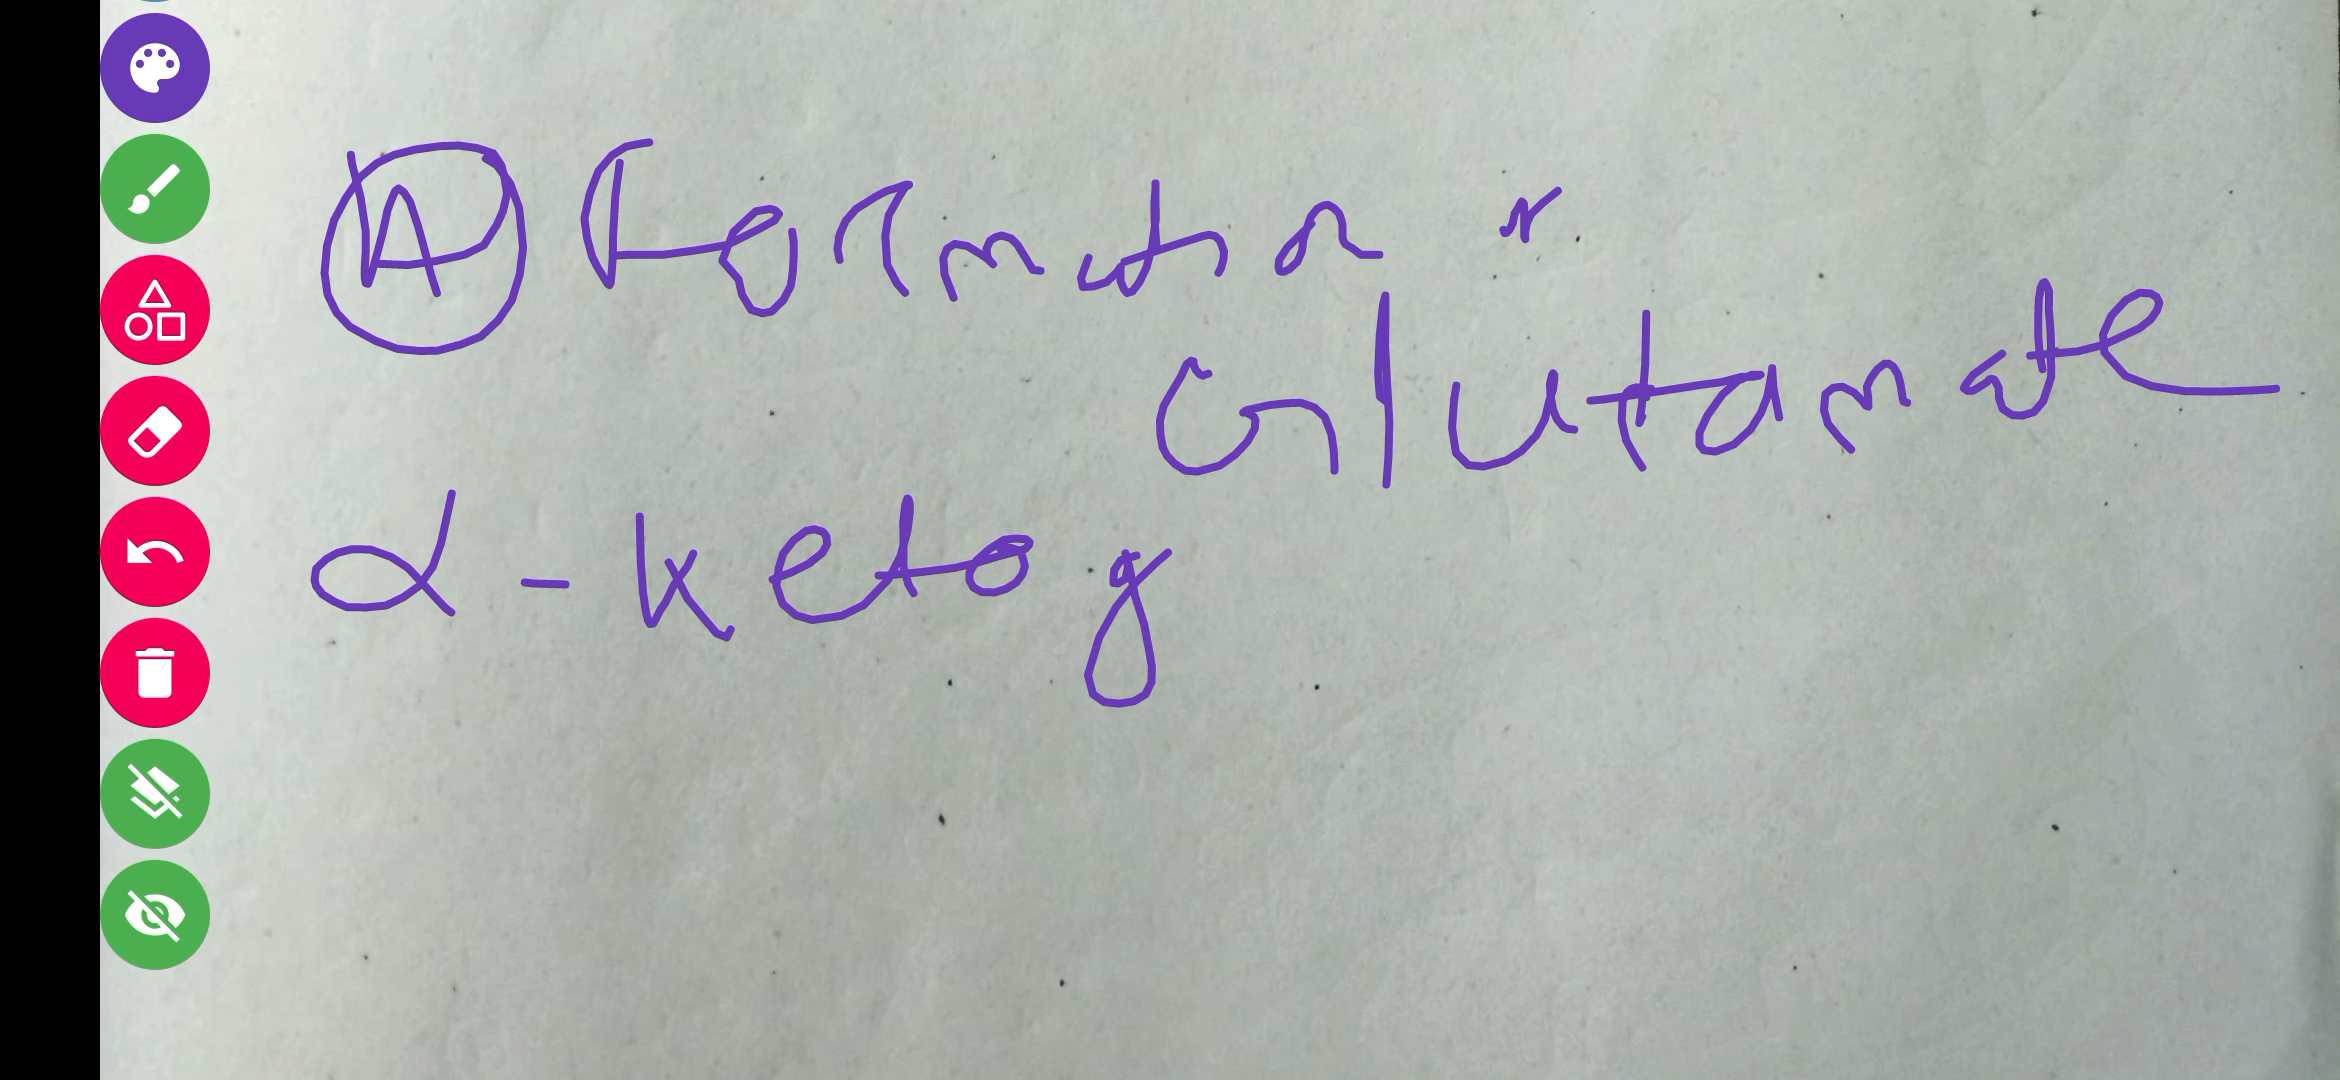 A Formation of
Glutamate
α-ketog